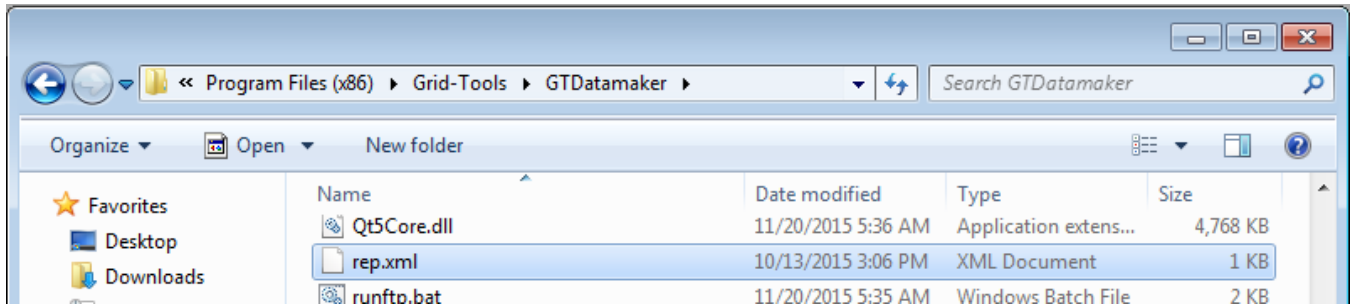 « Program Files (x86) ▸ Grid-Tools ▸ GTDatamaker ▸ Search GTDatamaker
Organize Open New folder
Name Date modified Type Size
Favorites
Qt5Core.dll 11/20/2015 5:36 AM Application extens... 4,768 KB
Desktop
rep.xml 10/13/2015 3:06 PM XML Document 1 KB
Downloads
runftp.bat 11/20/2015 5:35 AM Windows Batch File 2 KB